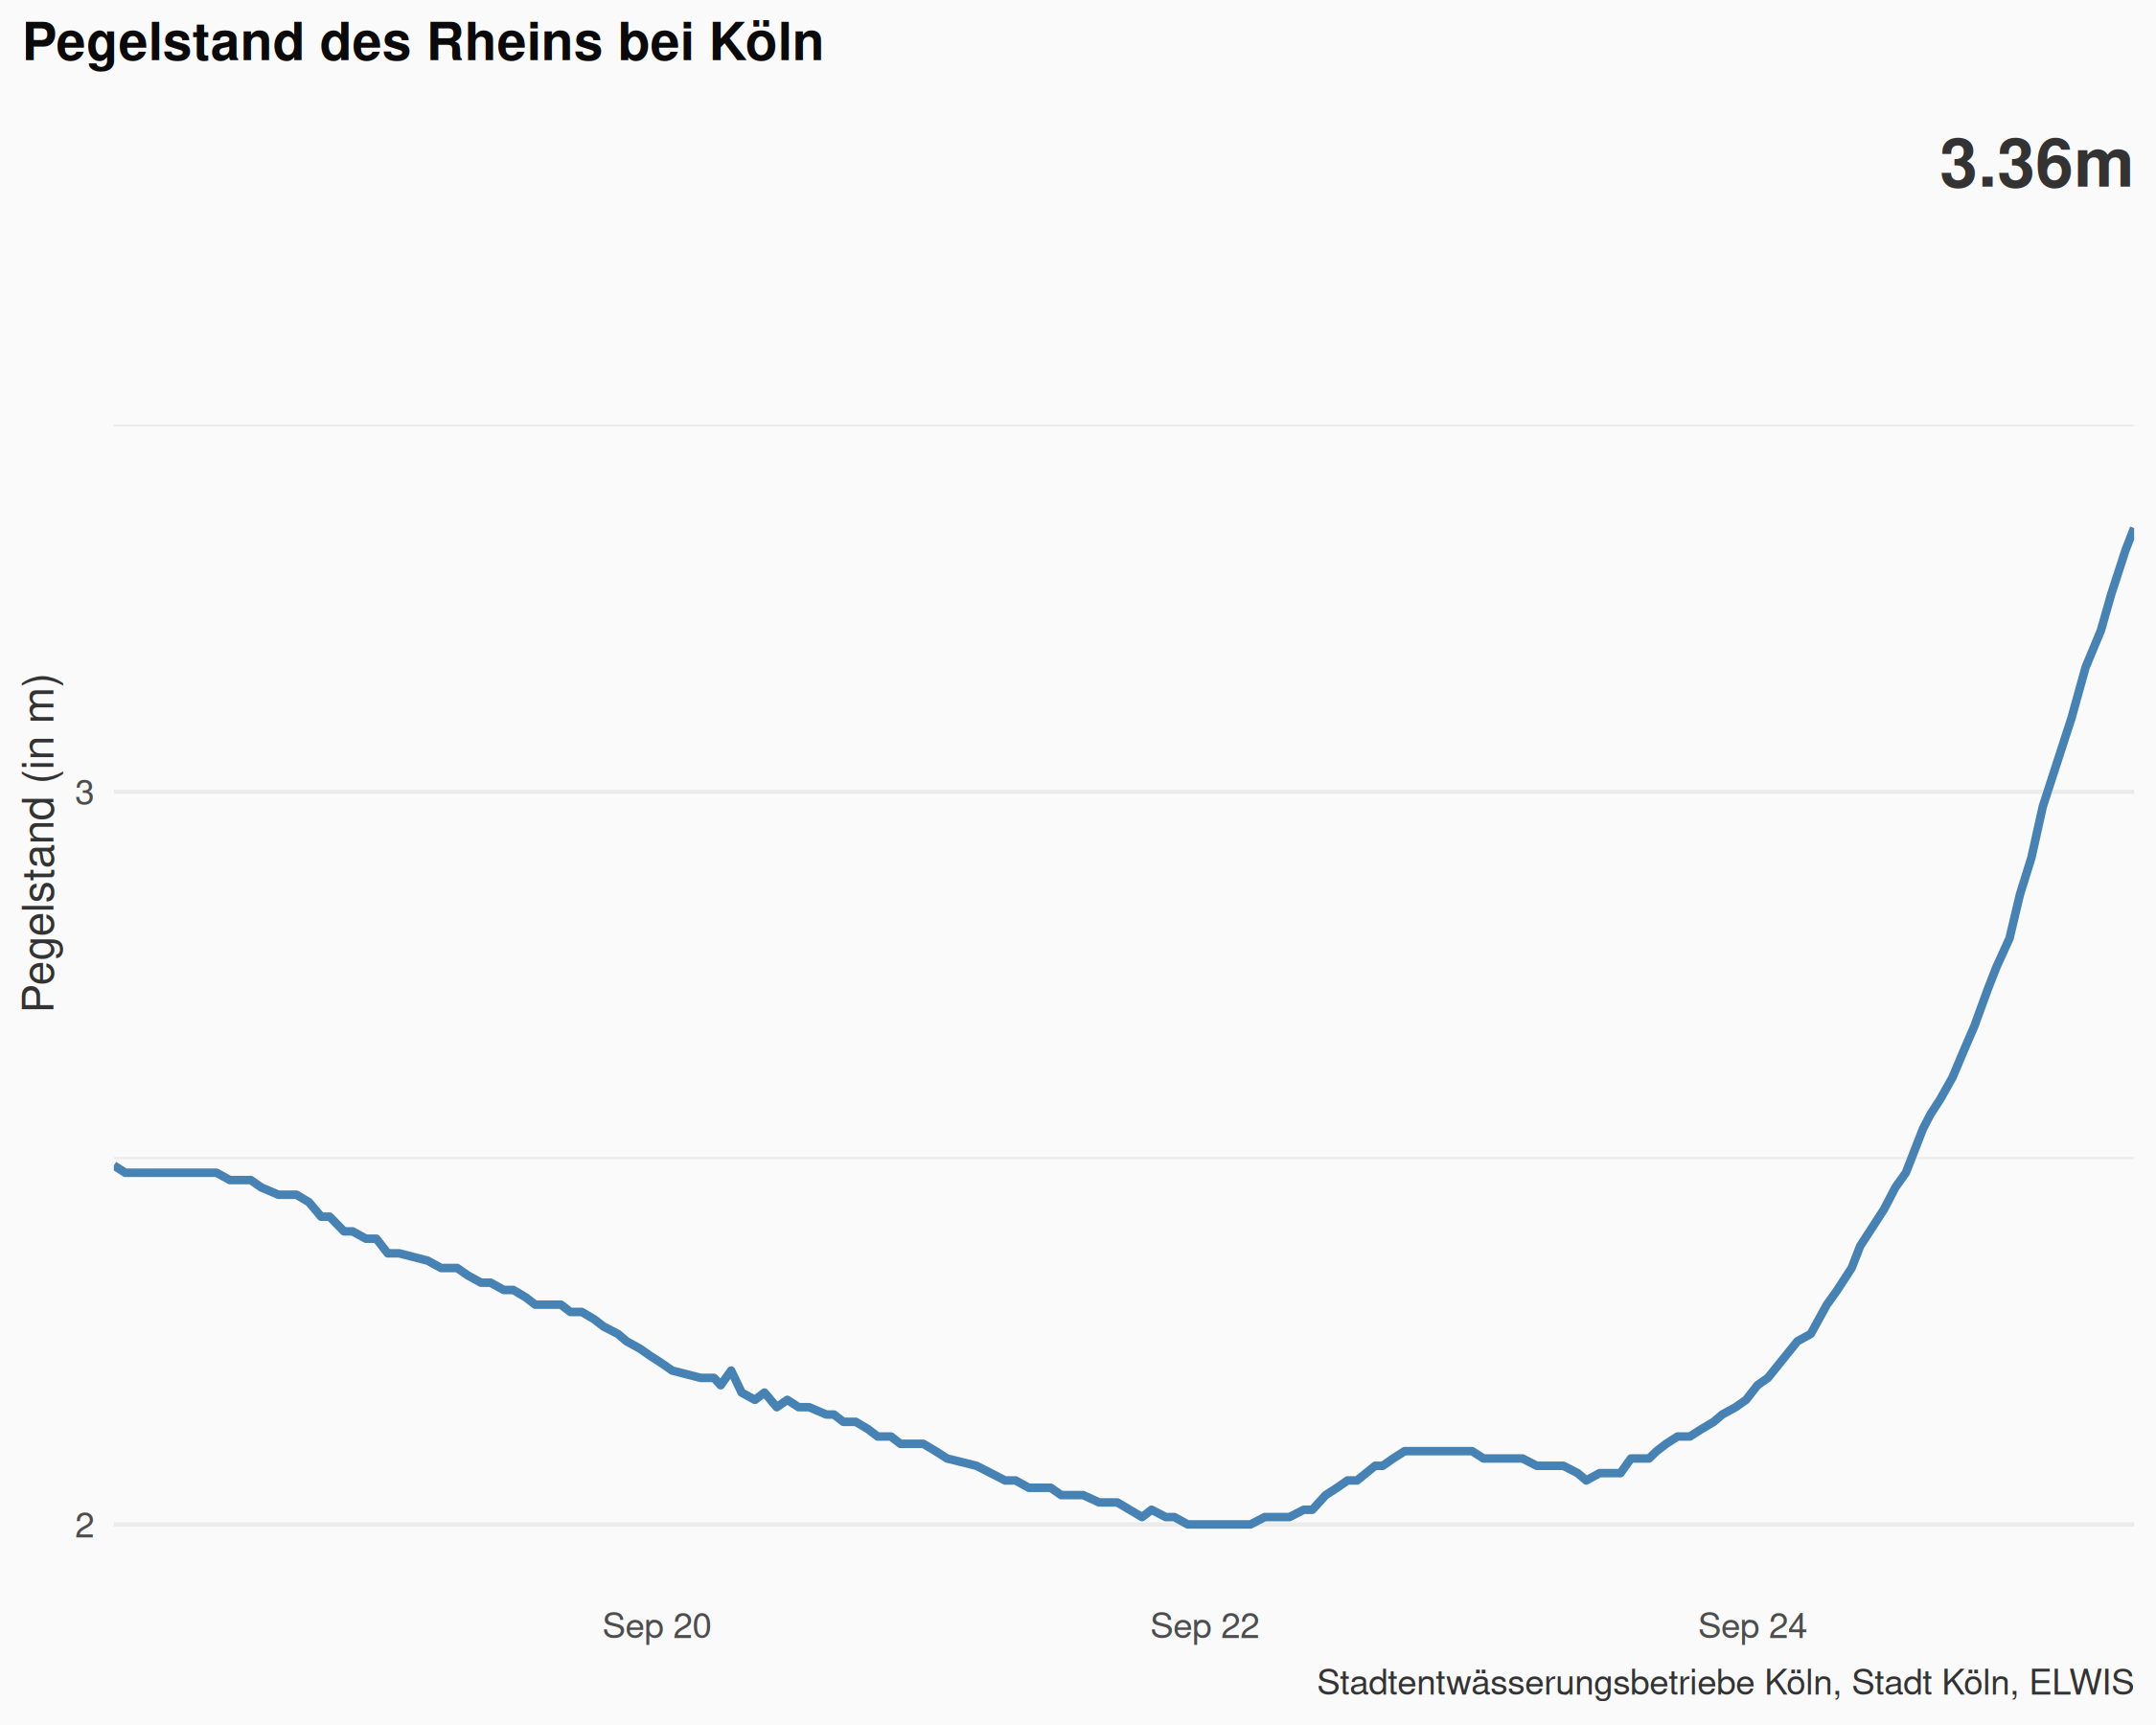 Pegelstand des Rheins bei Köln
3.36m
Pegelstand (in m)
3
2
Sep 20
Sep 22
Sep 24
Stadtentwässerungsbetriebe Köln, Stadt Köln, ELWIS